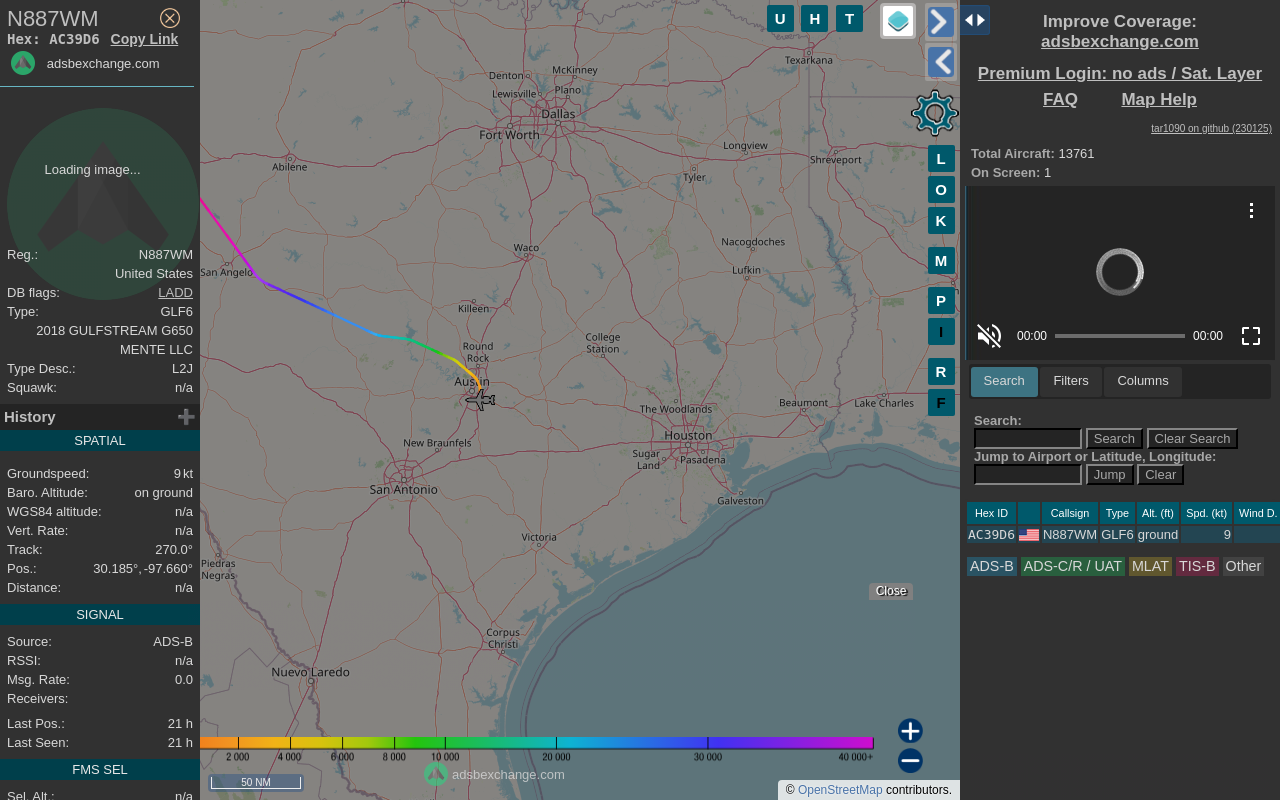 N887WM
Hex: AC39D6 Copy Link
adsbexchange.com
Loading image...
Reg.: N887WM
United States
DB flags: LADD
Type: GLF6
2018 GULFSTREAM G650
MENTE LLC
Type Desc.: L2J
Squawk: n/a
History
SPATIAL
Groundspeed: 9 kt
Baro. Altitude: on ground
WGS84 altitude: n/a
Vert. Rate: n/a
Track: 270.0°
Pos.: 30.185°, -97.660°
Distance: n/a
SIGNAL
Source: ADS-B
RSSI: n/a
Msg. Rate: 0.0
Receivers:
Last Pos.: 21 h
Last Seen: 21 h
FMS SEL
Sel. Alt.: n/a
U H T
Texarkana
McKinney
Denton
Plano
Lewisville
Dallas
Fort Worth
Longview
Abilene
Shreveport
Tyler
Nacogdoches
Waco
San Angelo
Lufkin
Killeen
College
Station
Round
Rock
Austin
The Woodlands
Beaumont
Lake Charles
Houston
New Braunfels
Sugar
Land
Pasadena
San Antonio
Galveston
Victoria
Piedras
Negras
Corpus
Christi
Nuevo Laredo
L
O
K
M
P
I
R
F
Close
2 000 4 000 6 000 8 000 10 000 20 000 30 000 40 000+
adsbexchange.com
50 NM
© OpenStreetMap contributors.
Improve Coverage:
adsbexchange.com
Premium Login: no ads / Sat. Layer
FAQ Map Help
tar1090 on github (230125)
Total Aircraft: 13761
On Screen: 1
00:00 00:00
Search Filters Columns
Search:
Search Clear Search
Jump to Airport or Latitude, Longitude:
Jump Clear
Hex ID Callsign Type Alt. (ft) Spd. (kt) Wind D.
AC39D6 N887WM GLF6 ground 9
ADS-B ADS-C/R / UAT MLAT TIS-B Other